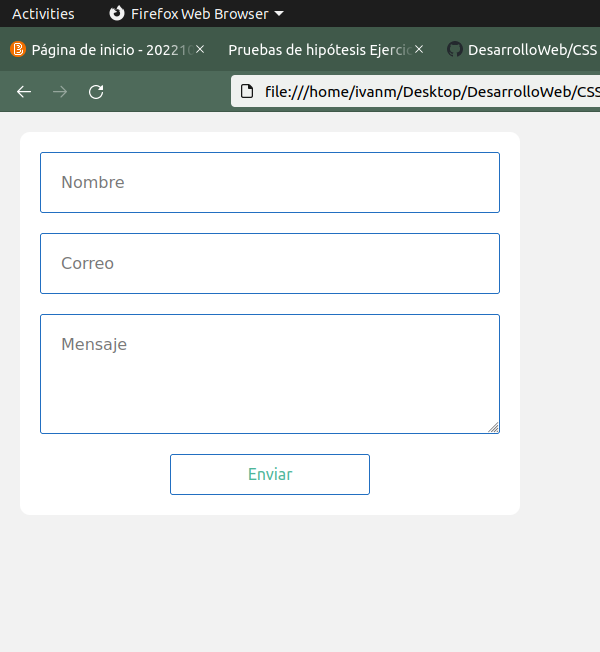 Activities Firefox Web Browser
Página de inicio - 202210 Pruebas de hipótesis Ejercic DesarrolloWeb/CSS
file:///home/ivanm/Desktop/DesarrolloWeb/CSS
Nombre
Correo
Mensaje
Enviar